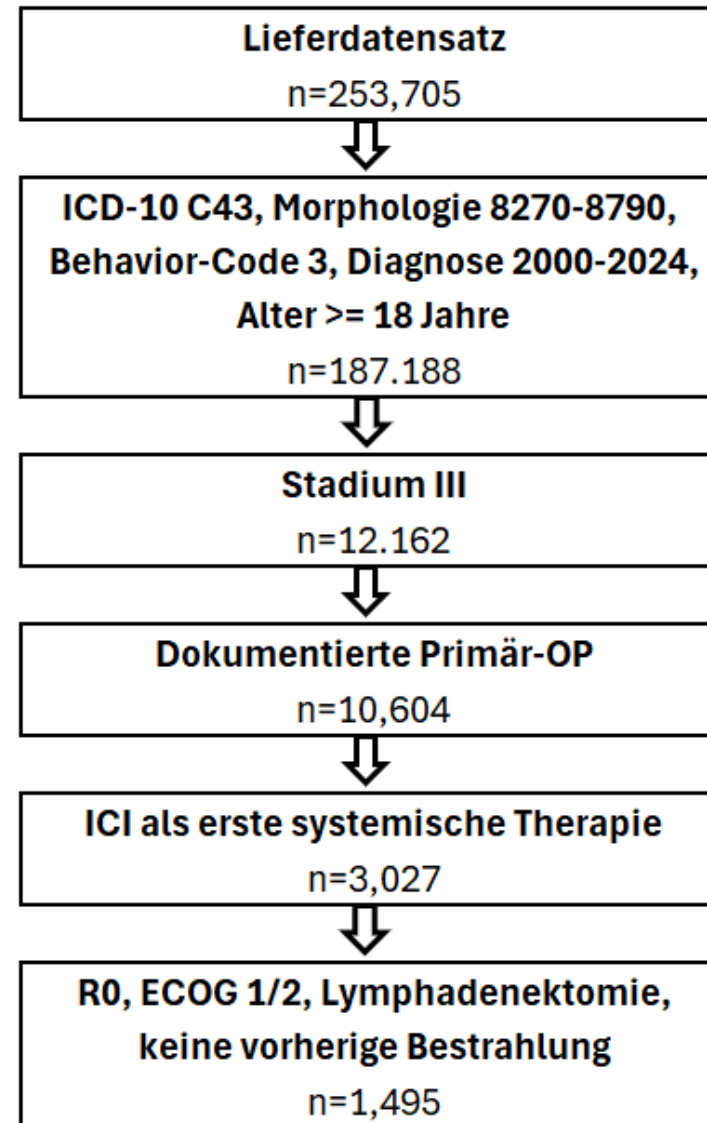 Lieferdatensatz
n=253,705
ICD-10 C43, Morphologie 8270-8790,
Behavior-Code 3, Diagnose 2000-2024,
Alter >= 18 Jahre
n=187.188
Stadium III
n=12.162
Dokumentierte Primär-OP
n=10,604
ICI als erste systemische Therapie
n=3,027
R0, ECOG 1/2, Lymphadenektomie,
keine vorherige Bestrahlung
n=1,495